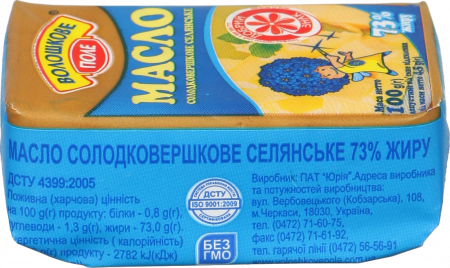 ВОЛОШКОВЕ
ПОЛЕ
МАСЛО
СОЛОДКОВЕРШКОВЕ СЕЛЯНСЬКЕ
73%
жиру
Маса нетто
100 g(г)
МАСЛО СОЛОДКОВЕРШКОВЕ СЕЛЯНСЬКЕ 73% ЖИРУ
ДСТУ 4399:2005
Поживна (харчова) цінність
на 100 g(г) продукту: білки - 0,8 g(г),
вуглеводи - 1,3 g(г), жири - 73,0 g(г).
Енергетична цінність ( калорійність)
продукту - 2782 kJ(кДж)
ДСТУ
ISO 9001:2009
БЕЗ
ГМО
Виробник: ПАТ "Юрія". Адреса виробника
та потужностей виробництва:
вул. Вербовецького (Кобзарська), 108,
м.Черкаси, 18030, Україна,
тел. (0472) 71-60-75,
факс (0472) 71-61-92,
тел. гарячої лінії (0472) 56-56-91